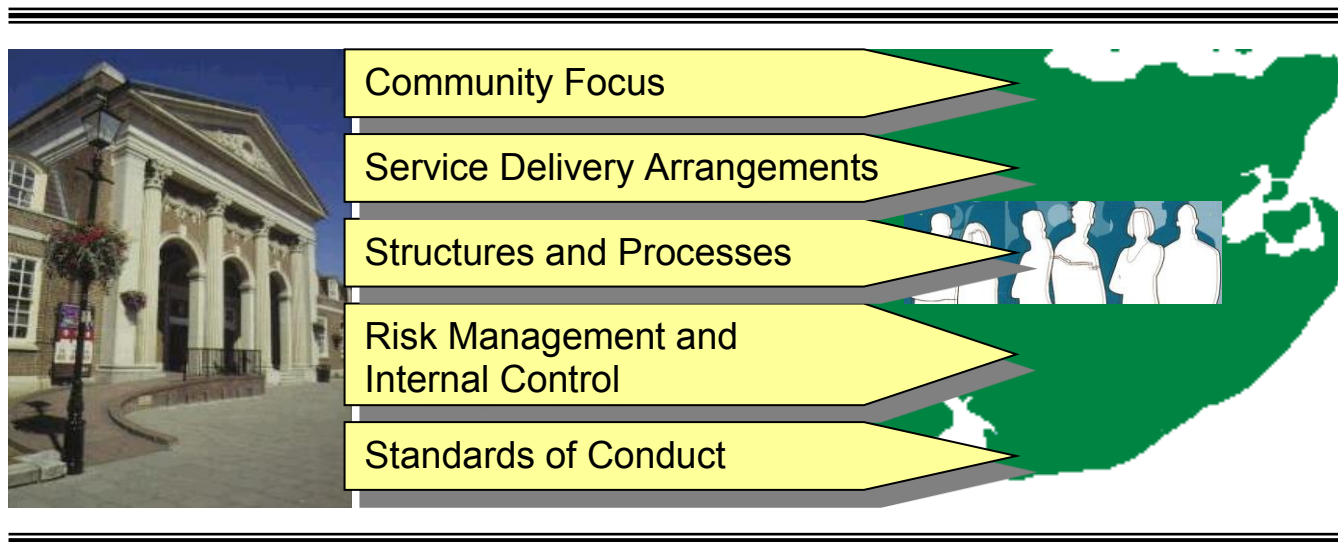 Community Focus
Service Delivery Arrangements
Structures and Processes
Risk Management and
Internal Control
Standards of Conduct